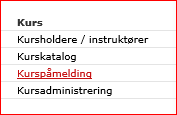 Kurs
Kursholdere / instruktører
Kurskatalog
Kurspåmelding
Kursadministrering